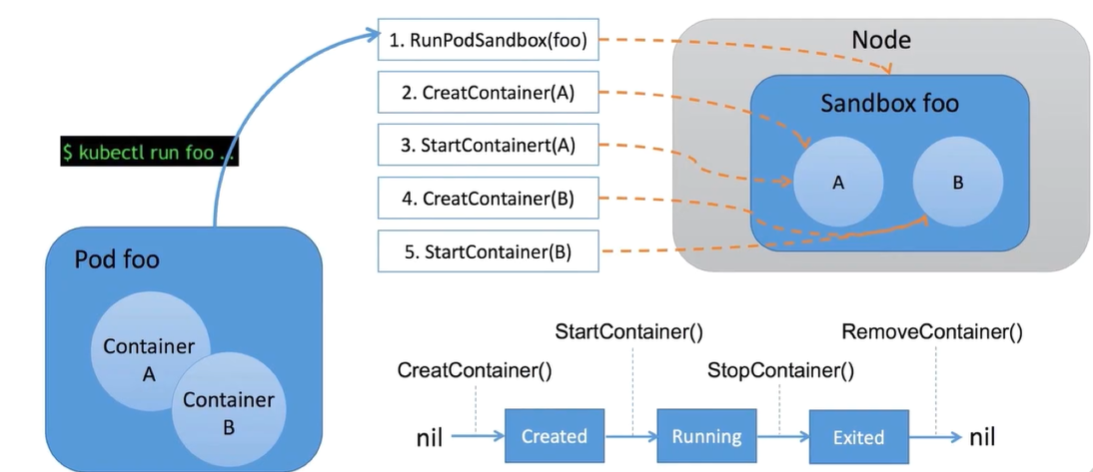 1. RunPodSandbox(foo)
2. CreatContainer(A)
3. StartContainert(A)
4. CreatContainer(B)
5. StartContainer(B)
Node
Sandbox foo
A
B
$ kubectl run foo ..
Pod foo
Container
A
Container
B
StartContainer()
RemoveContainer()
CreatContainer()
StopContainer()
nil
Created
Running
Exited
nil